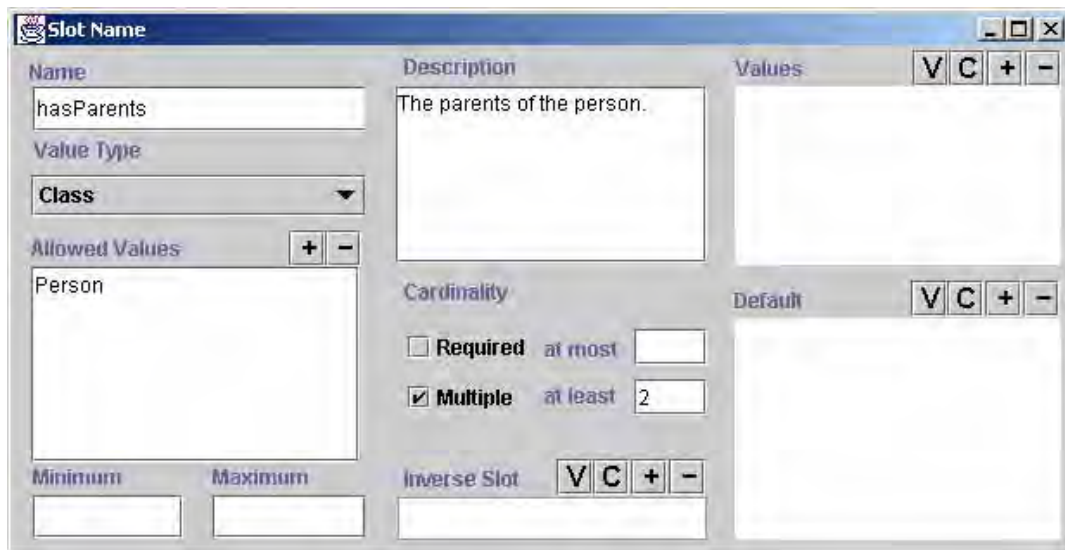 Slot Name
Name
hasParents
Value Type
Class
Allowed Values
+ -
Person
Minimum
Maximum
Description
The parents of the person.
Cardinality
Required at most
Multiple at least 2
Inverse Slot V C + -
Values V C + -
Default V C + -